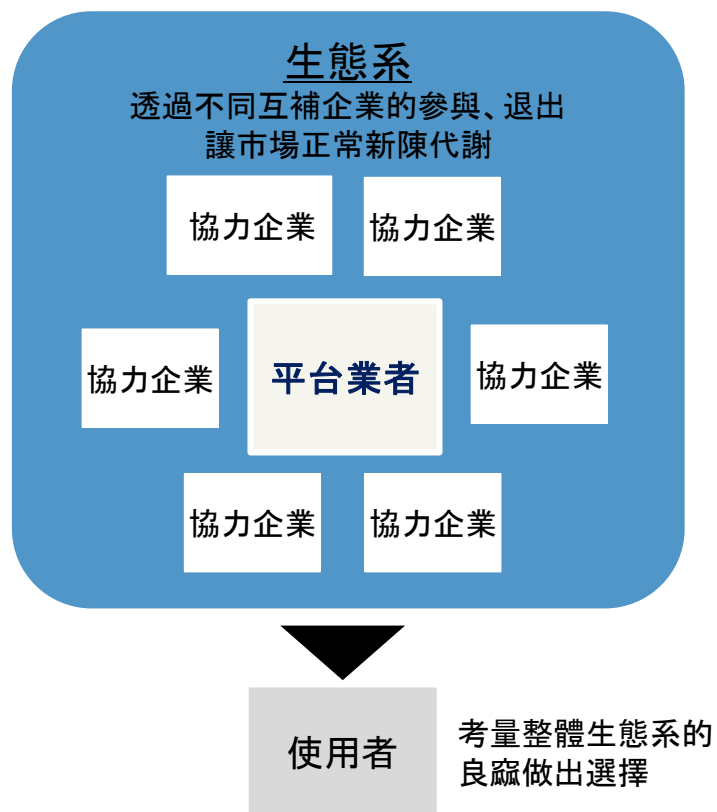 生態系
透過不同互補企業的參與、退出
讓市場正常新陳代謝
協力企業
協力企業
協力企業
平台業者
協力企業
協力企業
協力企業
使用者
考量整體生態系的
良窳做出選擇